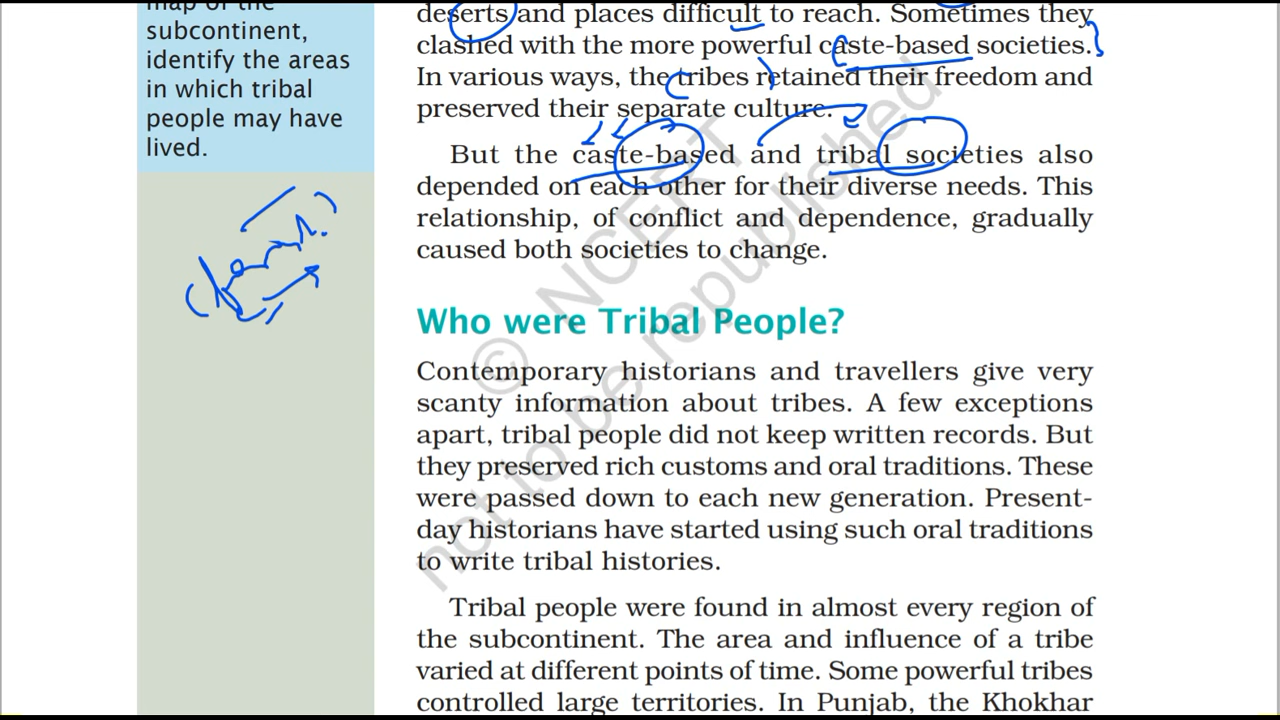 map of the
subcontinent,
identify the areas
in which tribal
people may have
lived.
deserts and places difficult to reach. Sometimes they
clashed with the more powerful caste-based societies.
In various ways, the tribes retained their freedom and
preserved their separate culture.
But the caste-based and tribal societies also
depended on each other for their diverse needs. This
relationship, of conflict and dependence, gradually
caused both societies to change.
Who were Tribal People?
Contemporary historians and travellers give very
scanty information about tribes. A few exceptions
apart, tribal people did not keep written records. But
they preserved rich customs and oral traditions. These
were passed down to each new generation. Present-
day historians have started using such oral traditions
to write tribal histories.
Tribal people were found in almost every region of
the subcontinent. The area and influence of a tribe
varied at different points of time. Some powerful tribes
controlled large territories. In Punjab, the Khokhar
© NCERT
not to be republished